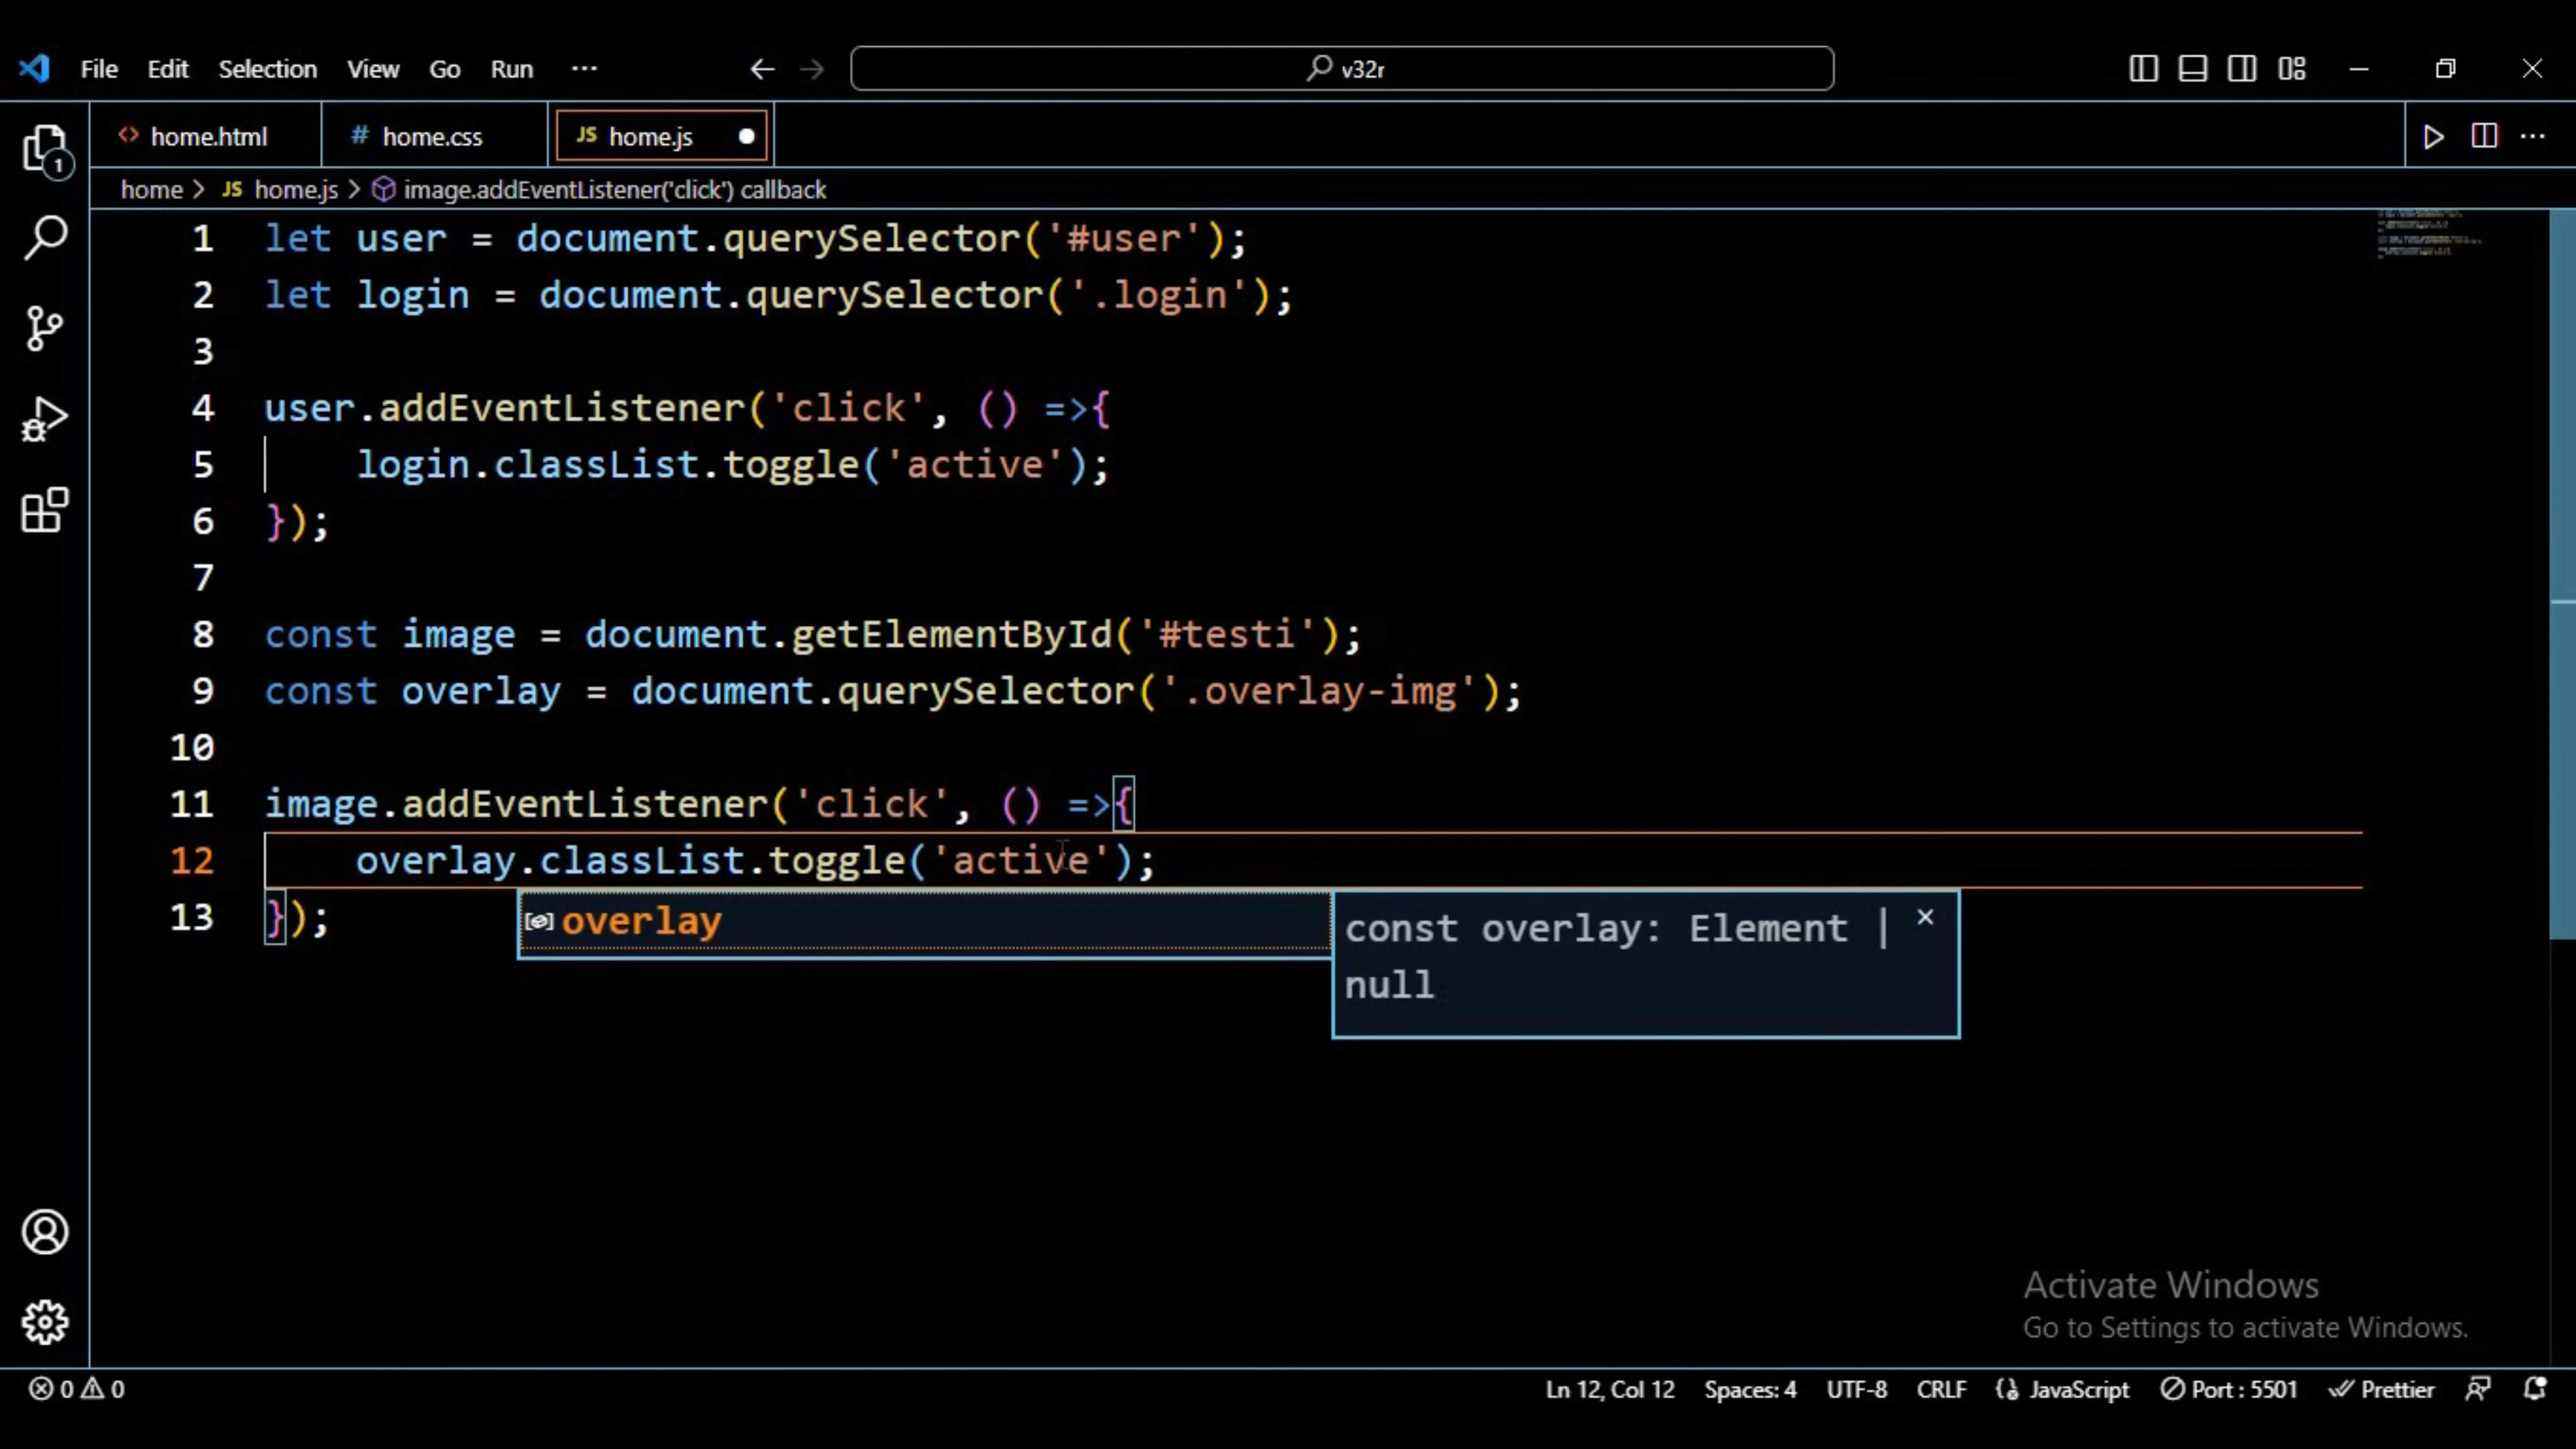 File Edit Selection View Go Run ···
v32r
home.html home.css JS home.js
home > JS home.js > image.addEventListener('click') callback
1 let user = document.querySelector('#user');
2 let login = document.querySelector('.login');
3
4 user.addEventListener('click', () =>{
5 login.classList.toggle('active');
6 });
7
8 const image = document.getElementById('#testi');
9 const overlay = document.querySelector('.overlay-img');
10
11 image.addEventListener('click', () =>{
12 overlay.classList.toggle('active');
13 });
overlay
const overlay: Element |
null
1
Activate Windows
Go to Settings to activate Windows.
0 0 Ln 12, Col 12 Spaces: 4 UTF-8 CRLF JavaScript Port : 5501 Prettier